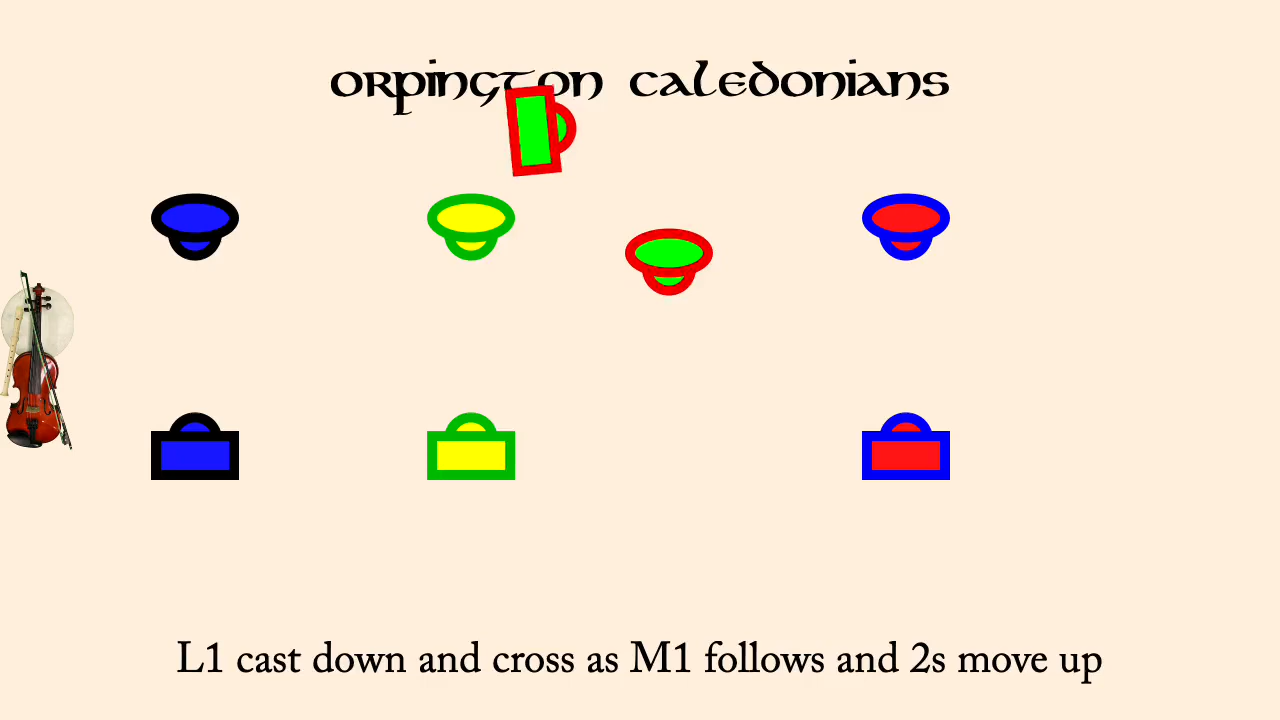 Orpington Caledonians
L1 cast down and cross as M1 follows and 2s move up